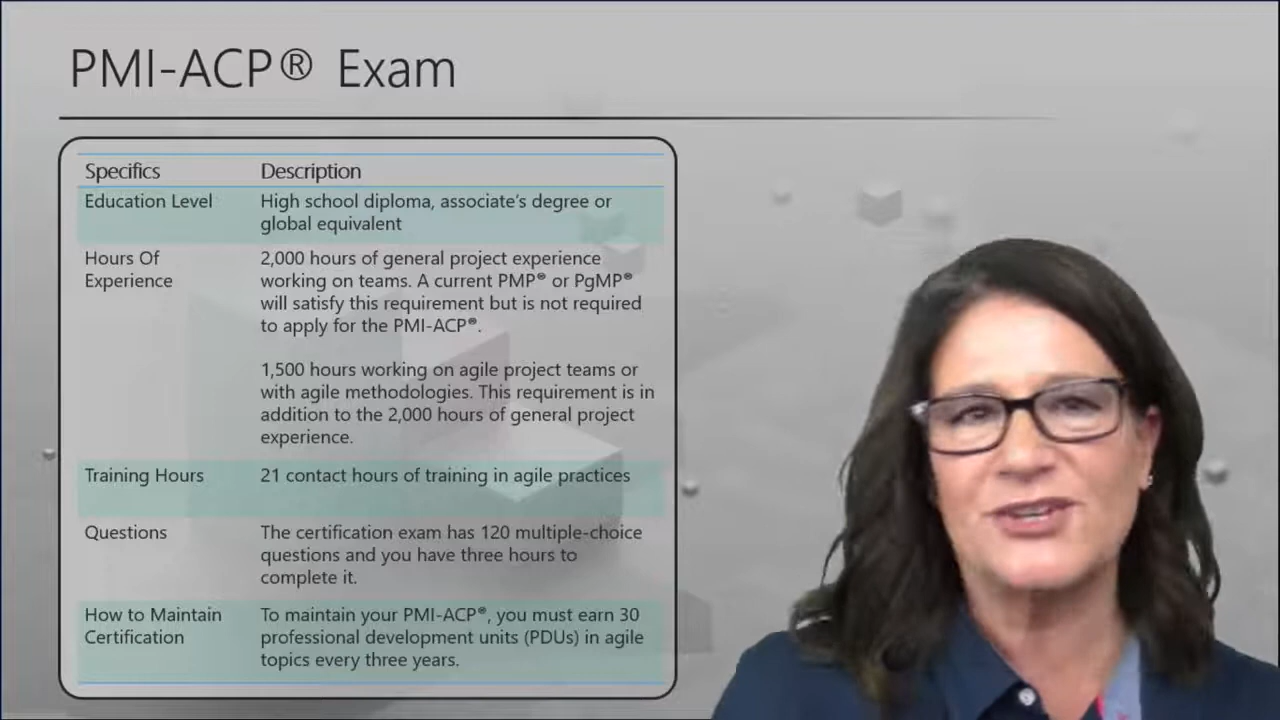 PMI-ACP® Exam
Specifics Description
Education Level High school diploma, associate's degree or
global equivalent
Hours Of 2,000 hours of general project experience
Experience working on teams. A current PMP® or PgMP®
will satisfy this requirement but is not required
to apply for the PMI-ACP®.
1,500 hours working on agile project teams or
with agile methodologies. This requirement is in
addition to the 2,000 hours of general project
experience.
Training Hours 21 contact hours of training in agile practices
Questions The certification exam has 120 multiple-choice
questions and you have three hours to
complete it.
How to Maintain To maintain your PMI-ACP®, you must earn 30
Certification professional development units (PDUs) in agile
topics every three years.